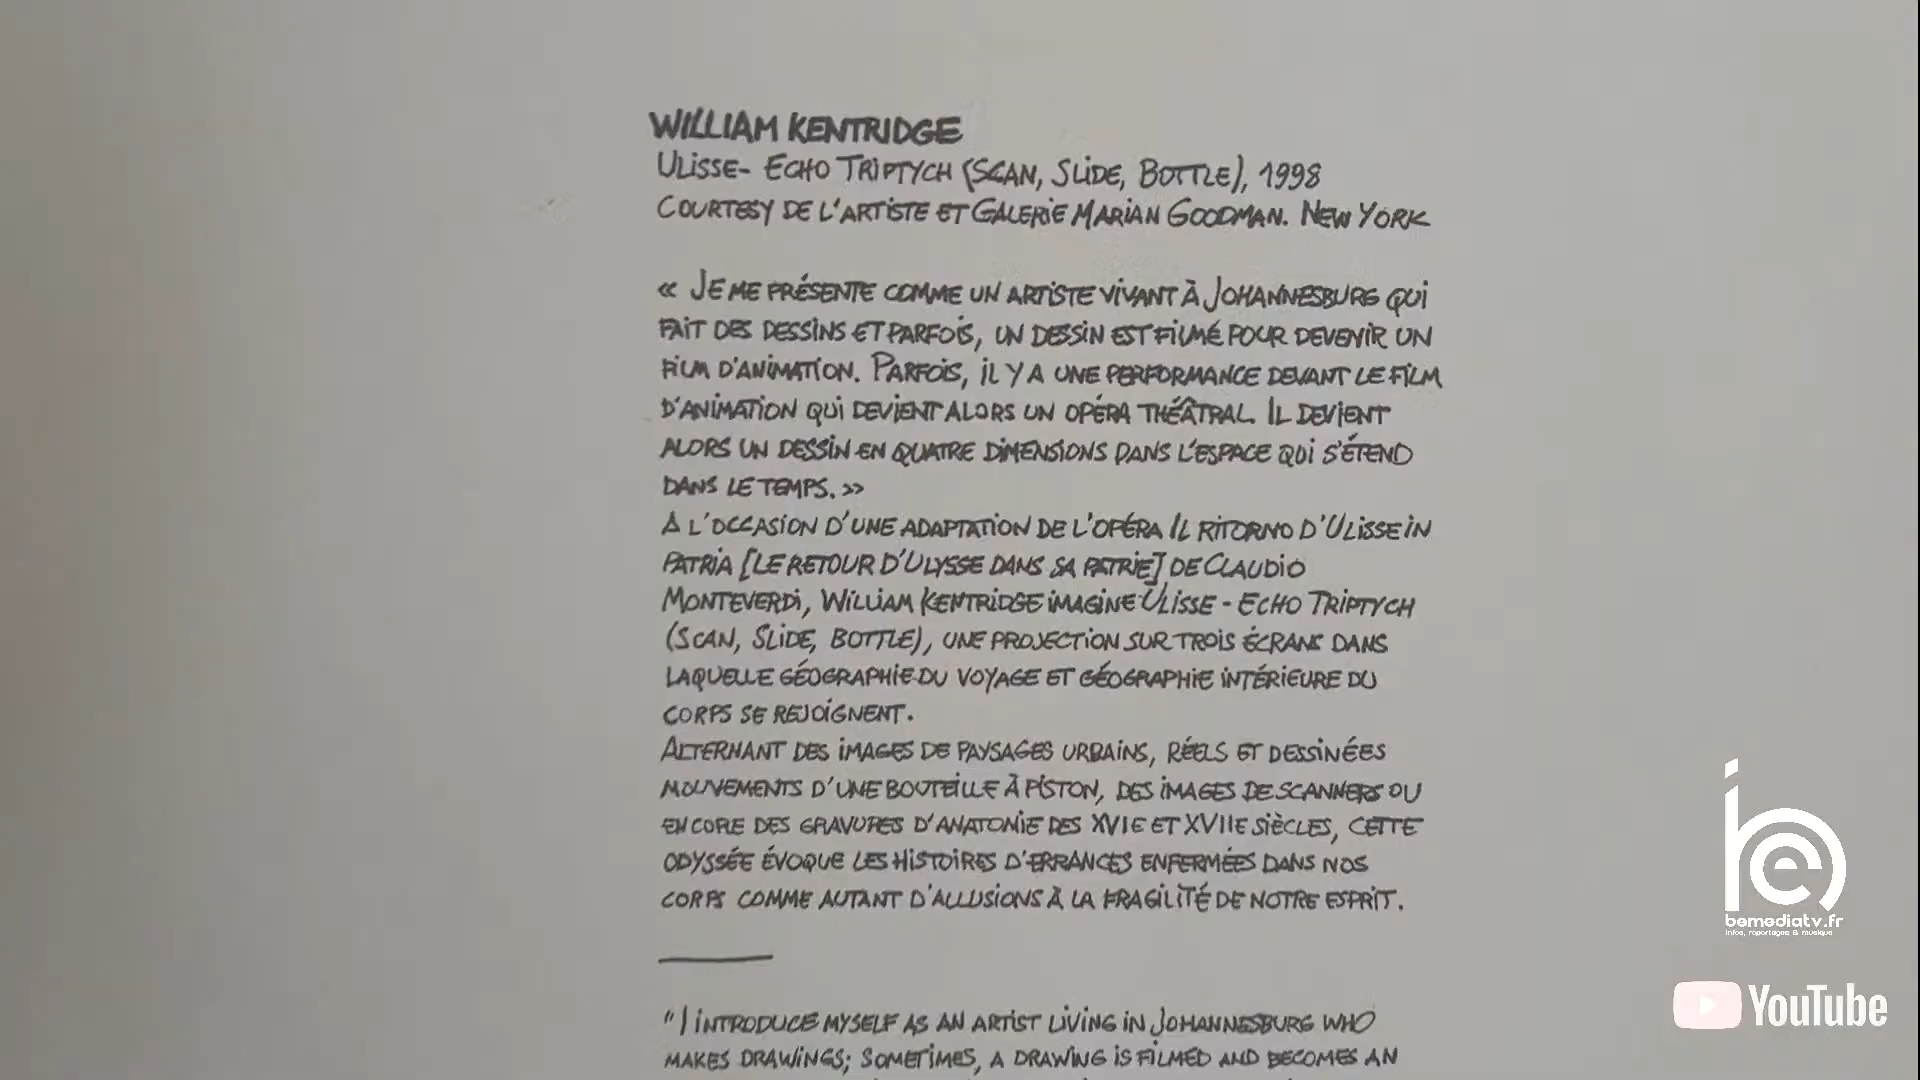 WILLIAM KENTRIDGE
ULISSE- ECHO TRIPTYCH (SCAN, SLIDE, BOTTLE), 1998
COURTESY DE L'ARTISTE ET GALERIE MARIAN GOODMAN. NEW YORK
« JE ME PRÉSENTE COMME UN ARTISTE VIVANT À JOHANNESBURG QUI
FAIT DES DESSINS ET PARFOIS, UN DESSIN EST FILMÉ POUR DEVENIR UN
FILM D'ANIMATION. PARFOIS, IL Y A UNE PERFORMANCE DEVANT LE FILM
D'ANIMATION QUI DEVIENT ALORS UN OPÉRA THÉÂTRAL. IL DEVIENT
ALORS UN DESSIN EN QUATRE DIMENSIONS DANS L'ESPACE QUI S'ÉTEND
DANS LE TEMPS. »
A L'OCCASION D'UNE ADAPTATION DE L'OPÉRA IL RITORNO D'ULISSE IN
PATRIA [LE RETOUR D'ULYSSE DANS SA PATRIE] DE CLAUDIO
MONTEVERDI, WILLIAM KENTRIDGE IMAGINE ULISSE - ECHO TRIPTYCH
(SCAN, SLIDE, BOTTLE), UNE PROJECTION SUR TROIS ÉCRANS DANS
LAQUELLE GÉOGRAPHIE DU VOYAGE ET GÉOGRAPHIE INTÉRIEURE DU
CORPS SE REJOIGNENT.
ALTERNANT DES IMAGES DE PAYSAGES URBAINS, RÉELS ET DESSINÉES
MOUVEMENTS D'UNE BOUTEILLE À PISTON, DES IMAGES DE SCANNERS OU
ENCORE DES GRAVURES D'ANATOMIE DES XVIE ET XVIIE SIÈCLES, CETTE
ODYSSÉE ÉVOQUE LES HISTOIRES D'ERRANCES ENFERMÉES DANS NOS
CORPS COMME AUTANT D'ALLUSIONS À LA FRAGILITÉ DE NOTRE ESPRIT.
"I INTRODUCE MYSELF AS AN ARTIST LIVING IN JOHANNESBURG WHO
MAKES DRAWINGS; SOMETIMES, A DRAWING IS FILMED AND BECOMES AN
be
bemediatv.fr
infos, reportages & musique
YouTube